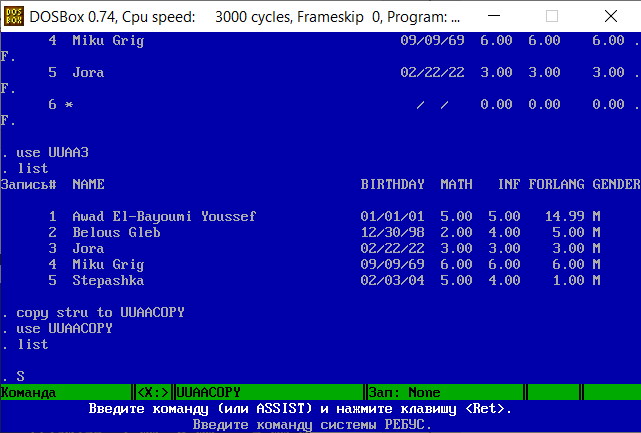 DOS BOX DOSBox 0.74, Cpu speed: 3000 cycles, Frameskip 0, Program: ...
4 Miku Grig 09/09/69 6.00 6.00 6.00 .
F.
5 Jora 02/22/22 3.00 3.00 3.00 .
F.
6 * / / 0.00 0.00 0.00 .
F.
. use UUAA3
. list
Запись# NAME BIRTHDAY MATH INF FORLANG GENDER
1 Awad El-Bayoumi Youssef 01/01/01 5.00 5.00 14.99 M
2 Belous Gleb 12/30/98 2.00 4.00 5.00 M
3 Jora 02/22/22 3.00 3.00 3.00 M
4 Miku Grig 09/09/69 6.00 6.00 6.00 M
5 Stepashka 02/03/04 5.00 4.00 1.00 M
. copy stru to UUAACOPY
. use UUAACOPY
. list
. S
Команда <X:> UUAACOPY Зап: None
Введите команду (или ASSIST) и нажмите клавишу <Ret>.
Введите команду системы РЕБУС.